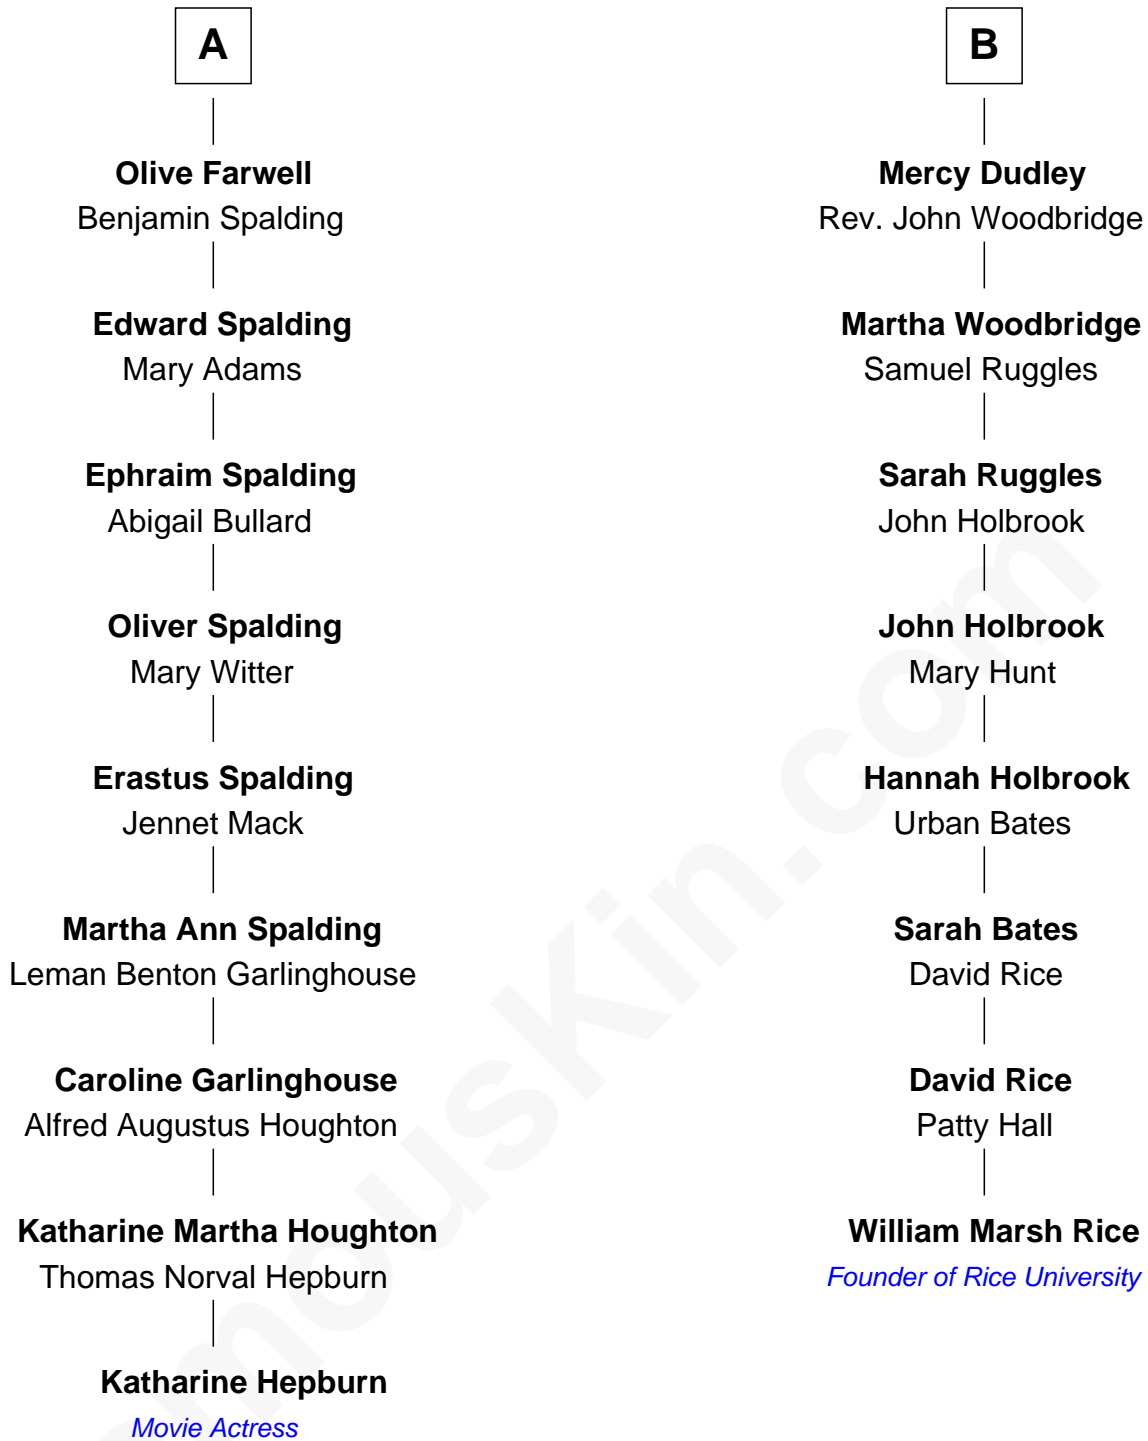 A
Olive Farwell
Benjamin Spalding
Edward Spalding
Mary Adams
Ephraim Spalding
Abigail Bullard
Oliver Spalding
Mary Witter
Erastus Spalding
Jennet Mack
Martha Ann Spalding
Leman Benton Garlinghouse
Caroline Garlinghouse
Alfred Augustus Houghton
Katharine Martha Houghton
Thomas Norval Hepburn
Katharine Hepburn
Movie Actress
B
Mercy Dudley
Rev. John Woodbridge
Martha Woodbridge
Samuel Ruggles
Sarah Ruggles
John Holbrook
John Holbrook
Mary Hunt
Hannah Holbrook
Urban Bates
Sarah Bates
David Rice
David Rice
Patty Hall
William Marsh Rice
Founder of Rice University
mousKin.com